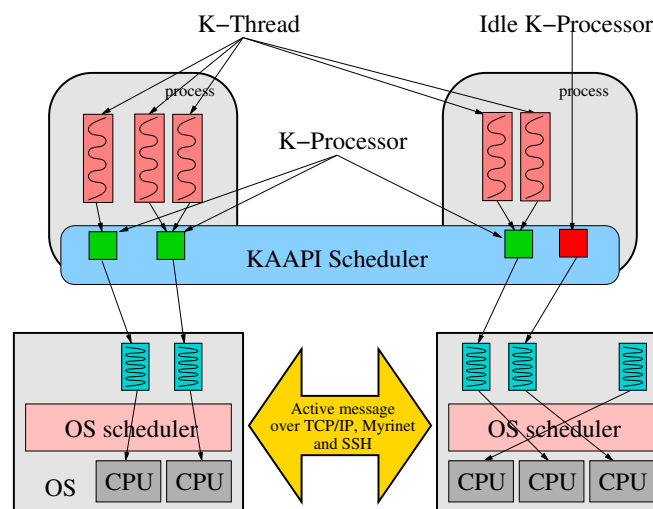 K−Thread
Idle K−Processor
process
process
K−Processor
KAAPI Scheduler
Active message
over TCP/IP, Myrinet
and SSH
OS scheduler
OS scheduler
OS
CPU
CPU
CPU
CPU
CPU